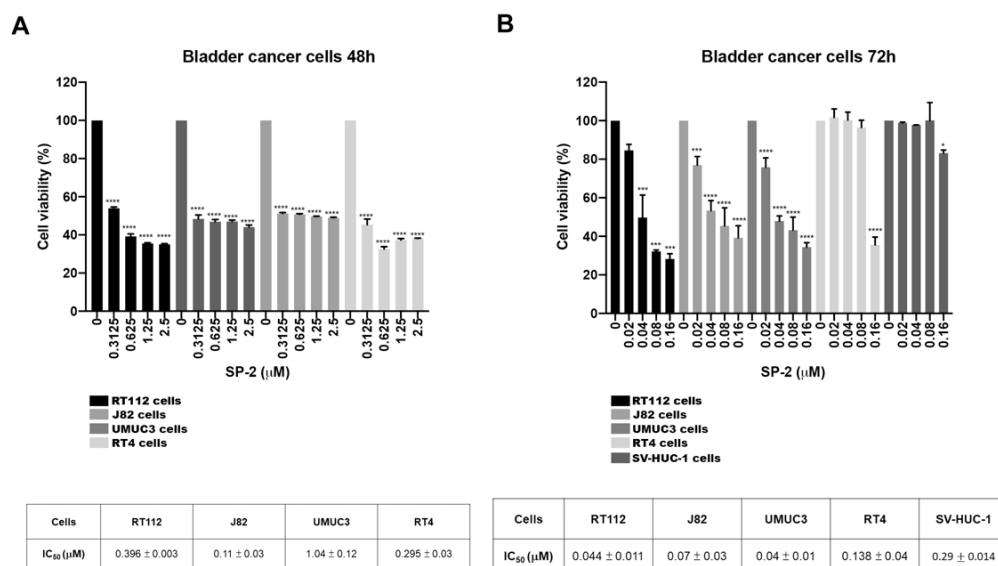 A
Bladder cancer cells 48h
Cell viability (%)
120
100
80
60
40
20
0
**** **** **** ****
**** **** **** ****
**** **** **** ****
**** **** **** ****
0 0.3125 0.625 1.25 2.5 0 0.3125 0.625 1.25 2.5 0 0.3125 0.625 1.25 2.5 0 0.3125 0.625 1.25 2.5
SP-2 (μM)
RT112 cells
J82 cells
UMUC3 cells
RT4 cells
Cells RT112 J82 UMUC3 RT4
IC50 (μM) 0.396 ± 0.003 0.11 ± 0.03 1.04 ± 0.12 0.295 ± 0.03
B
Bladder cancer cells 72h
Cell viability (%)
120
100
80
60
40
20
0
*** *** ***
*** **** **** ****
**** **** **** ****
****
*
0 0.02 0.04 0.08 0.16 0 0.02 0.04 0.08 0.16 0 0.02 0.04 0.08 0.16 0 0.02 0.04 0.08 0.16 0 0.02 0.04 0.08 0.16
SP-2 (μM)
RT112 cells
J82 cells
UMUC3 cells
RT4 cells
SV-HUC-1 cells
Cells RT112 J82 UMUC3 RT4 SV-HUC-1
IC50 (μM) 0.044 ± 0.011 0.07 ± 0.03 0.04 ± 0.01 0.138 ± 0.04 0.29 ± 0.014